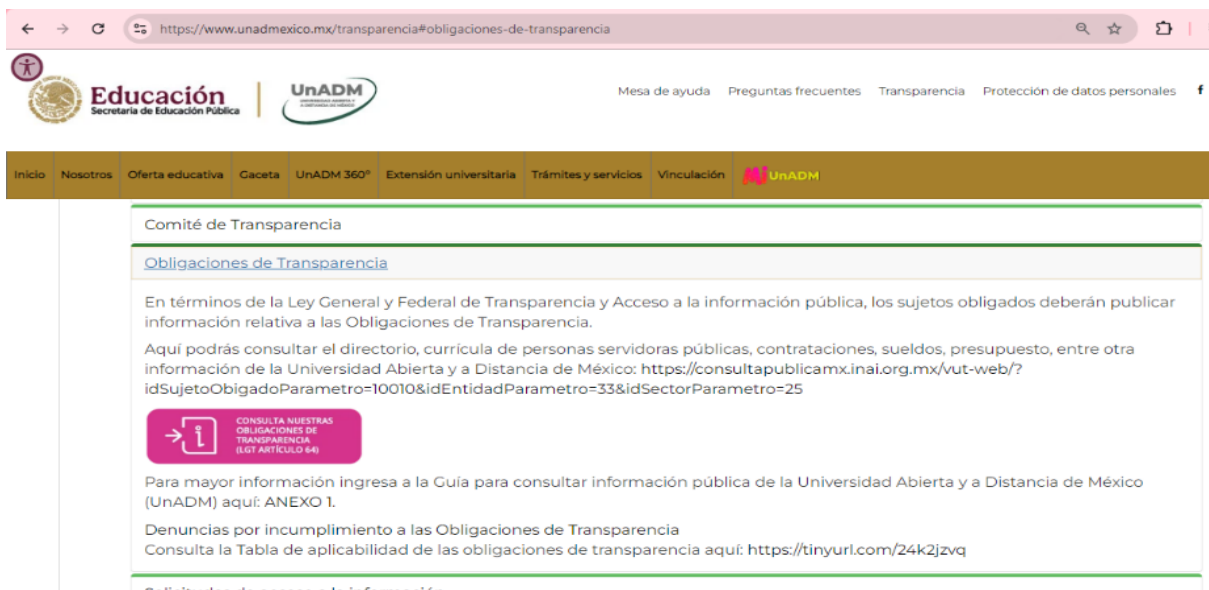 https://www.unadmexico.mx/transparencia#obligaciones-de-transparencia
Educación
Secretaría de Educación Pública
UnADM
UNIVERSIDAD ABIERTA Y
A DISTANCIA DE MÉXICO
Mesa de ayuda Preguntas frecuentes Transparencia Protección de datos personales f
Inicio Nosotros Oferta educativa Gaceta UnADM 360° Extensión universitaria Trámites y servicios Vinculación Mi UnADM
Comité de Transparencia
Obligaciones de Transparencia
En términos de la Ley General y Federal de Transparencia y Acceso a la información pública, los sujetos obligados deberán publicar
información relativa a las Obligaciones de Transparencia.
Aquí podrás consultar el directorio, currícula de personas servidoras públicas, contrataciones, sueldos, presupuesto, entre otra
información de la Universidad Abierta y a Distancia de México: https://consultapublicamx.inai.org.mx/vut-web/?
idSujetoObigadoParametro=10010&idEntidadParametro=33&idSectorParametro=25
CONSULTA NUESTRAS
OBLIGACIONES DE
TRANSPARENCIA
(LGT ARTÍCULO 64)
Para mayor información ingresa a la Guía para consultar información pública de la Universidad Abierta y a Distancia de México
(UnADM) aquí: ANEXO 1.
Denuncias por incumplimiento a las Obligaciones de Transparencia
Consulta la Tabla de aplicabilidad de las obligaciones de transparencia aquí: https://tinyurl.com/24k2jzvq